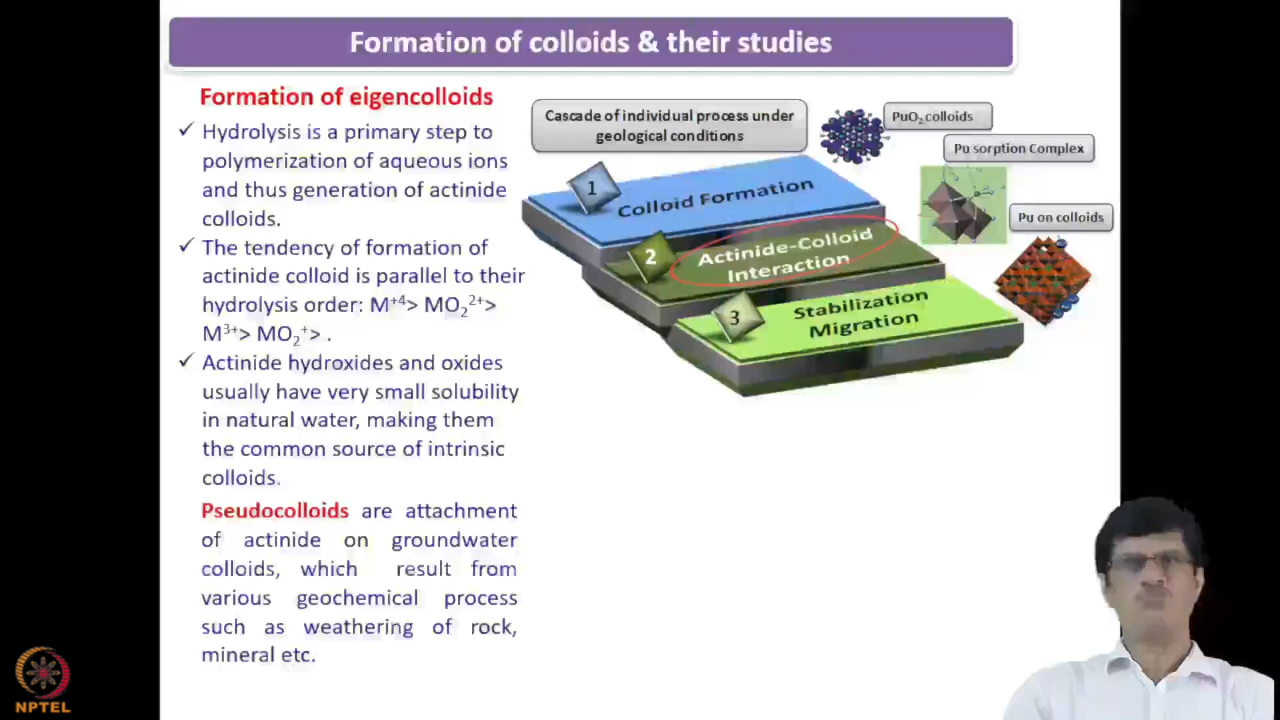 Formation of colloids & their studies
Formation of eigencolloids
✓ Hydrolysis is a primary step to
polymerization of aqueous ions
and thus generation of actinide
colloids.
✓ The tendency of formation of
actinide colloid is parallel to their
hydrolysis order: M⁺⁴> MO₂²⁺>
M³⁺> MO₂⁺> .
✓ Actinide hydroxides and oxides
usually have very small solubility
in natural water, making them
the common source of intrinsic
colloids.
Pseudocolloids are attachment
of actinide on groundwater
colloids, which result from
various geochemical process
such as weathering of rock,
mineral etc.
Cascade of individual process under
geological conditions
PuO₂ colloids
Pu sorption Complex
Pu on colloids
1
Colloid Formation
2
Actinide-Colloid
Interaction
3
Stabilization
Migration
NPTEL